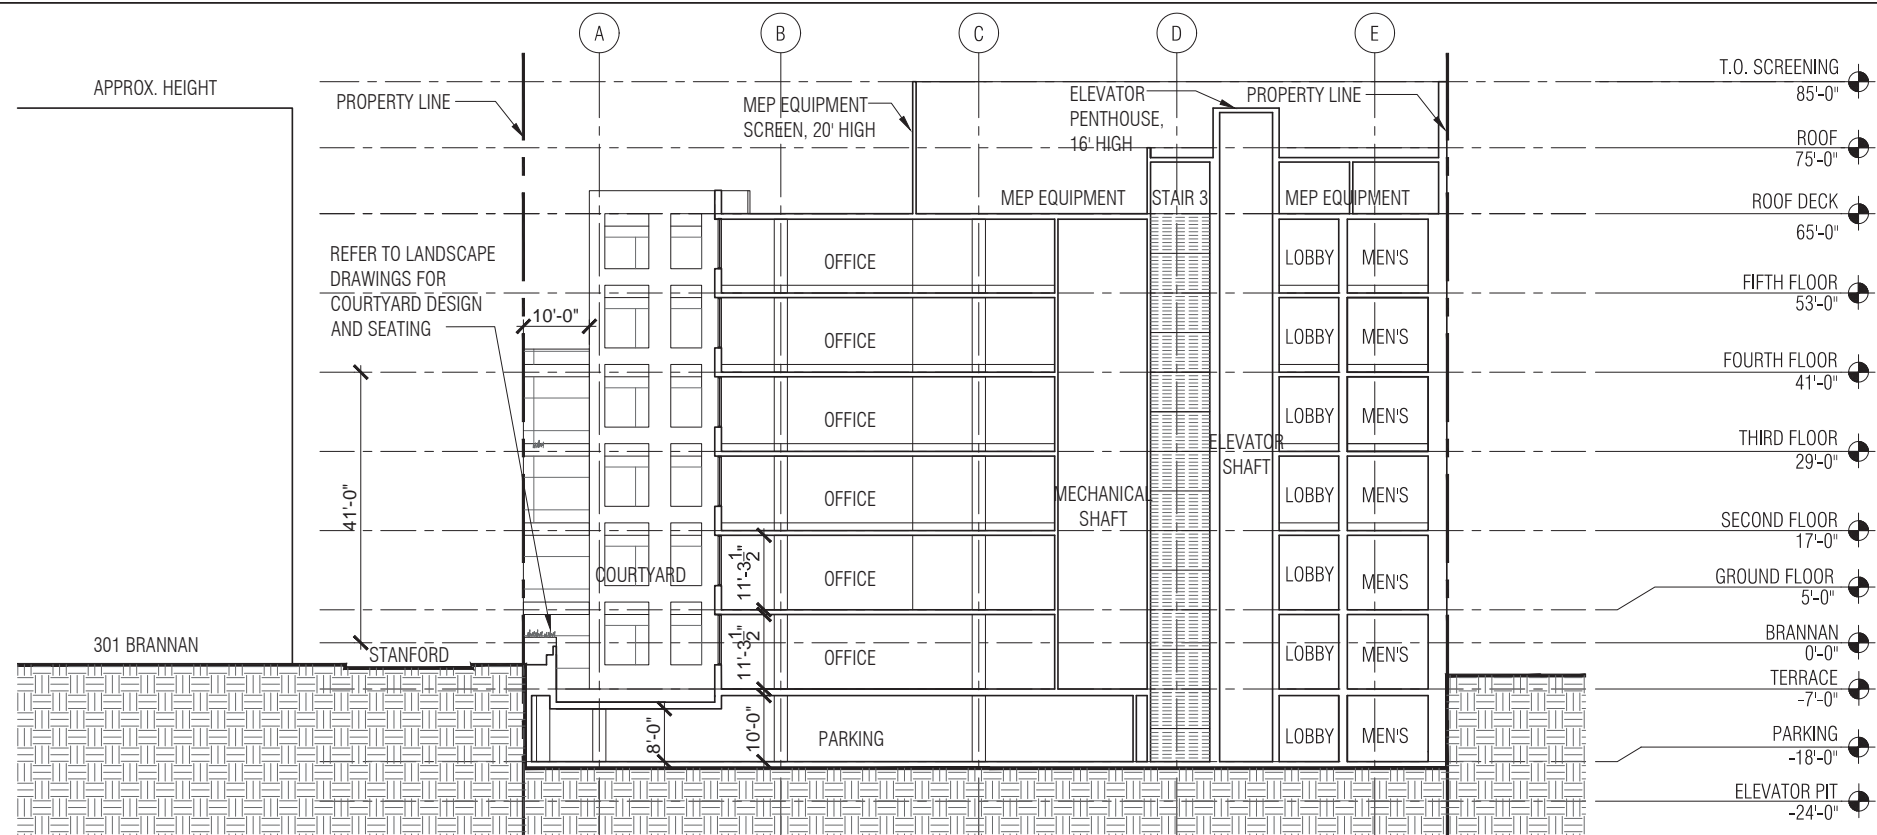 A
B
C
D
E
APPROX. HEIGHT
PROPERTY LINE
MEP EQUIPMENT
SCREEN, 20' HIGH
ELEVATOR
PENTHOUSE,
16' HIGH
PROPERTY LINE
T.O. SCREENING
85'-0"
ROOF
75'-0"
ROOF DECK
65'-0"
FIFTH FLOOR
53'-0"
FOURTH FLOOR
41'-0"
THIRD FLOOR
29'-0"
SECOND FLOOR
17'-0"
GROUND FLOOR
5'-0"
BRANNAN
0'-0"
TERRACE
-7'-0"
PARKING
-18'-0"
ELEVATOR PIT
-24'-0"
MEP EQUIPMENT
STAIR 3
MEP EQUIPMENT
REFER TO LANDSCAPE
DRAWINGS FOR
COURTYARD DESIGN
AND SEATING
10'-0"
OFFICE
LOBBY
MEN'S
OFFICE
LOBBY
MEN'S
OFFICE
LOBBY
MEN'S
ELEVATOR
SHAFT
41'-0"
OFFICE
LOBBY
MEN'S
MECHANICAL
SHAFT
COURTYARD
11'-3 1/2"
OFFICE
LOBBY
MEN'S
301 BRANNAN
STANFORD
11'-3 1/2"
OFFICE
LOBBY
MEN'S
8'-0"
10'-0"
PARKING
LOBBY
MEN'S